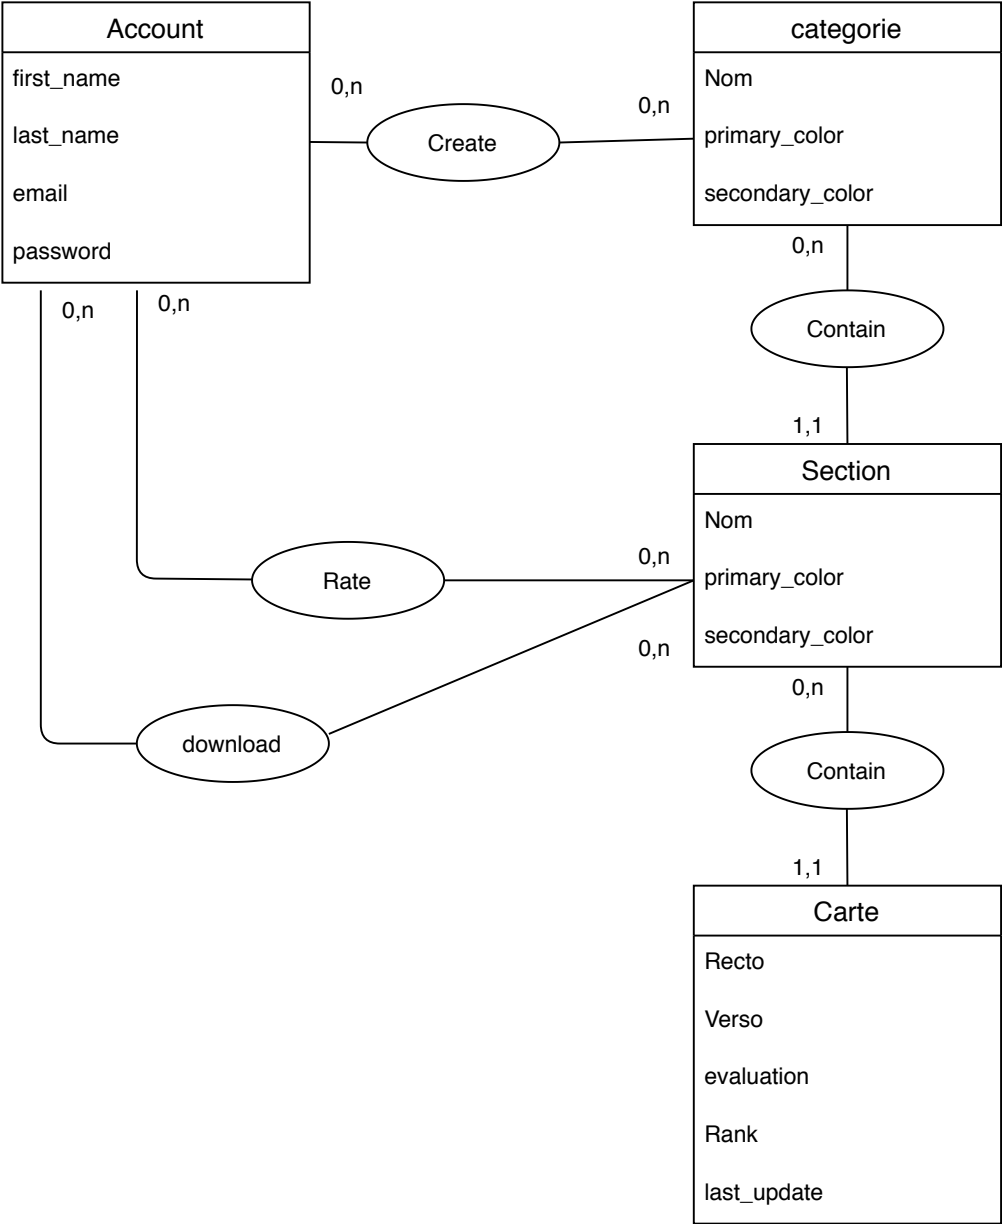 Account
first_name
last_name
email
password
0,n
Create
0,n
categorie
Nom
primary_color
secondary_color
0,n
Contain
1,1
0,n
0,n
Rate
0,n
download
0,n
Section
Nom
primary_color
secondary_color
0,n
Contain
1,1
Carte
Recto
Verso
evaluation
Rank
last_update